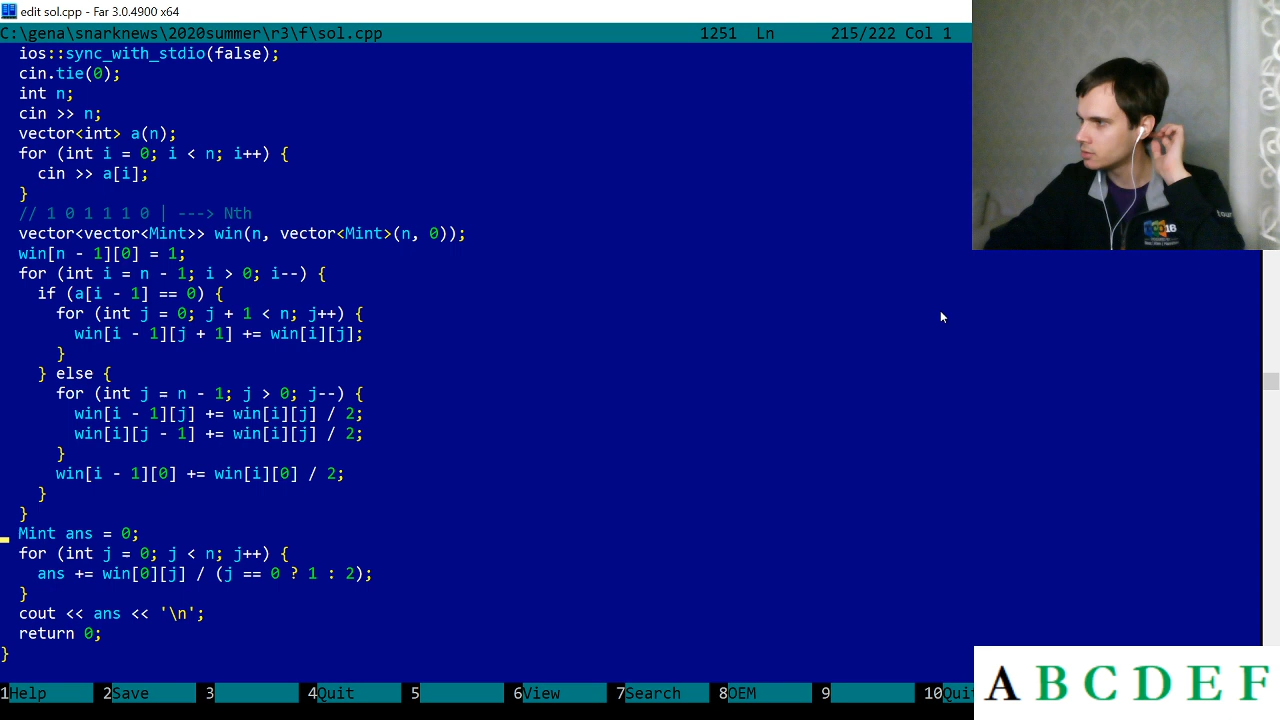 edit sol.cpp - Far 3.0.4900 x64
C:\gena\snarknews\2020summer\r3\f\sol.cpp 1251 Ln 215/222 Col 1
ios::sync_with_stdio(false);
cin.tie(0);
int n;
cin >> n;
vector<int> a(n);
for (int i = 0; i < n; i++) {
cin >> a[i];
}
// 1 0 1 1 1 0 | ---> Nth
vector<vector<Mint>> win(n, vector<Mint>(n, 0));
win[n - 1][0] = 1;
for (int i = n - 1; i > 0; i--) {
if (a[i - 1] == 0) {
for (int j = 0; j + 1 < n; j++) {
win[i - 1][j + 1] += win[i][j];
}
} else {
for (int j = n - 1; j > 0; j--) {
win[i - 1][j] += win[i][j] / 2;
win[i][j - 1] += win[i][j] / 2;
}
win[i - 1][0] += win[i][0] / 2;
}
}
Mint ans = 0;
for (int j = 0; j < n; j++) {
ans += win[0][j] / (j == 0 ? 1 : 2);
}
cout << ans << '\n';
return 0;
}
1Help 2Save 3 4Quit 5 6View 7Search 8OEM 9 10Quit
A B C D E F